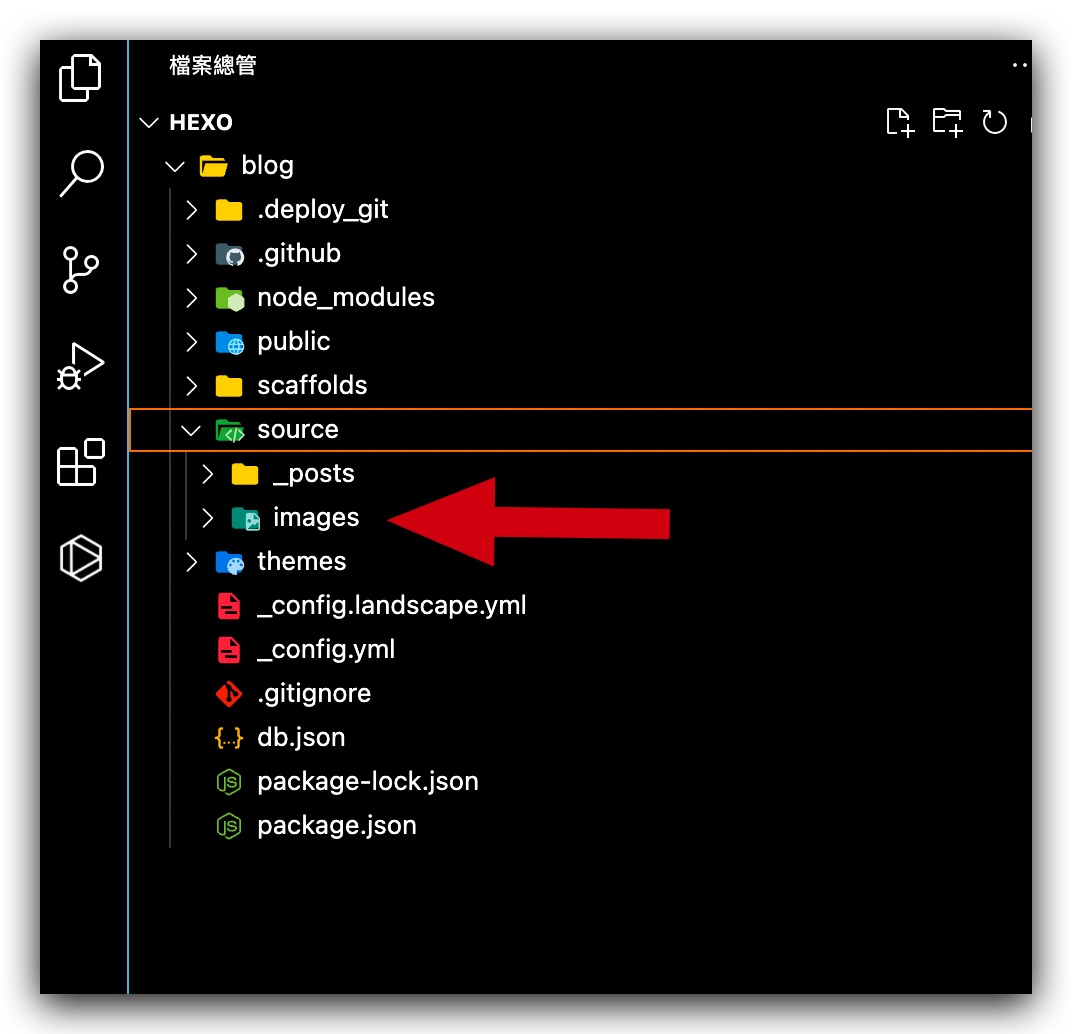 檔案總管
HEXO
blog
.deploy_git
.github
node_modules
public
scaffolds
source
_posts
images
themes
_config.landscape.yml
_config.yml
.gitignore
db.json
package-lock.json
package.json